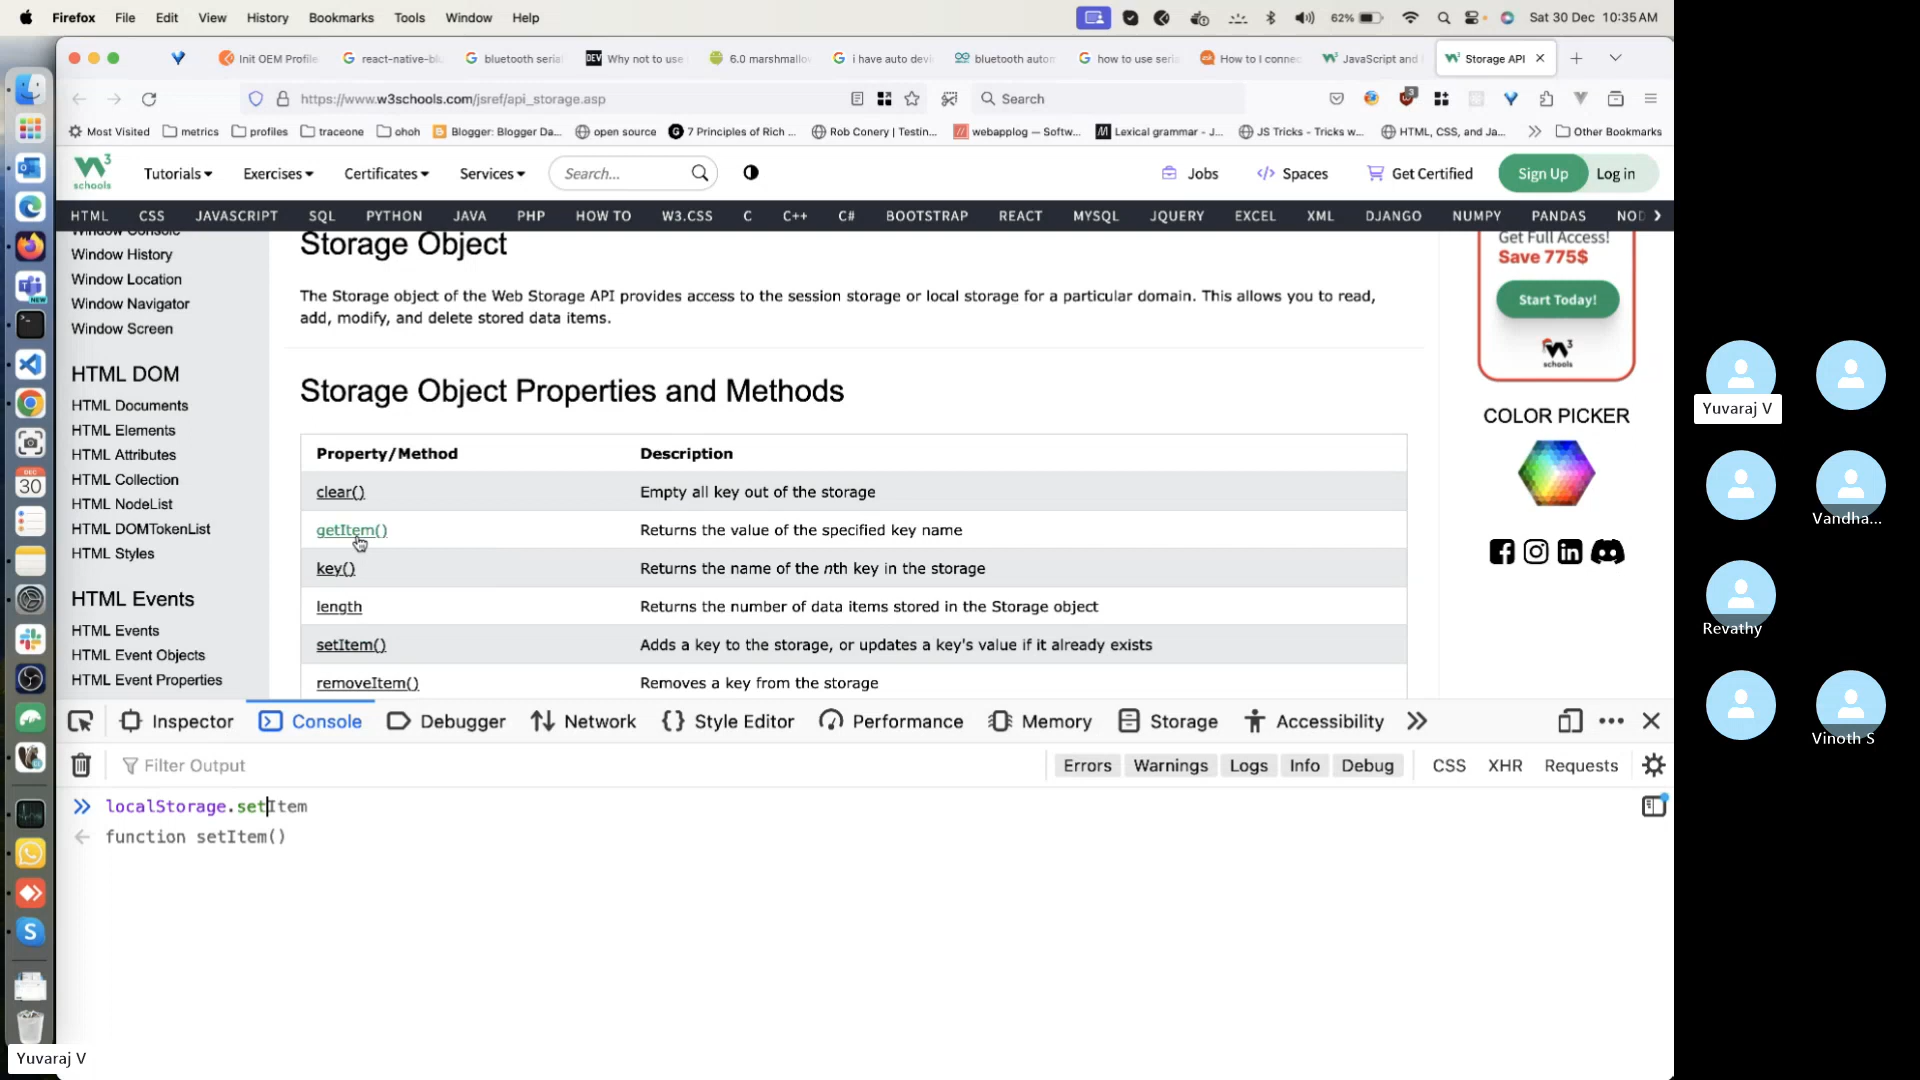 Firefox File Edit View History Bookmarks Tools Window Help 62% Sat 30 Dec 10:35 AM
Init OEM Profile react-native-bl bluetooth seria DEV Why not to use 6.0 marshmallo i have auto devi bluetooth autom how to use seria How to I connec JavaScript and Storage API
https://www.w3schools.com/jsref/api_storage.asp Search 3
Most Visited metrics profiles traceone ohoh Blogger: Blogger Da... open source 7 Principles of Rich ... Rob Conery | Testin... webapplog — Softw... Lexical grammar - J... JS Tricks - Tricks w... HTML, CSS, and Ja... Other Bookmarks
W3 schools Tutorials Exercises Certificates Services Search... Jobs Spaces Get Certified Sign Up Log in
HTML CSS JAVASCRIPT SQL PYTHON JAVA PHP HOW TO W3.CSS C C++ C# BOOTSTRAP REACT MYSQL JQUERY EXCEL XML DJANGO NUMPY PANDAS NOD
Window Console
Window History
Window Location
Window Navigator
Window Screen
HTML DOM
HTML Documents
HTML Elements
HTML Attributes
HTML Collection
HTML NodeList
HTML DOMTokenList
HTML Styles
HTML Events
HTML Events
HTML Event Objects
HTML Event Properties
Storage Object
The Storage object of the Web Storage API provides access to the session storage or local storage for a particular domain. This allows you to read,
add, modify, and delete stored data items.
Storage Object Properties and Methods
Property/Method Description
clear() Empty all key out of the storage
getItem() Returns the value of the specified key name
key() Returns the name of the nth key in the storage
length Returns the number of data items stored in the Storage object
setItem() Adds a key to the storage, or updates a key's value if it already exists
removeItem() Removes a key from the storage
Get Full Access!
Save 775$
Start Today!
W3 schools
COLOR PICKER
NEW
DEC
30
Inspector Console Debugger Network Style Editor Performance Memory Storage Accessibility
Filter Output Errors Warnings Logs Info Debug CSS XHR Requests
localStorage.setItem
function setItem()
Yuvaraj V
Yuvaraj V
Vandha...
Revathy
Vinoth S